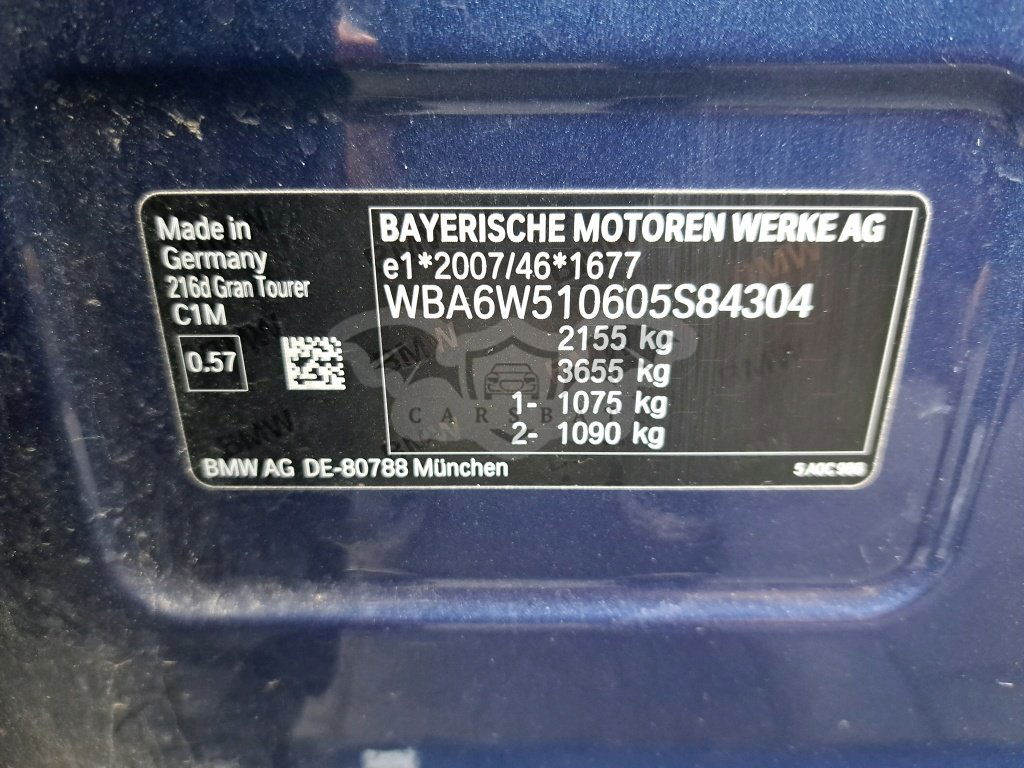 Made in
Germany
216d Gran Tourer
C1M
0.57
BAYERISCHE MOTOREN WERKE AG
e1*2007/46*1677
WBA6W510605S84304
2155 kg
3655 kg
1- 1075 kg
2- 1090 kg
BMW AG DE-80788 München